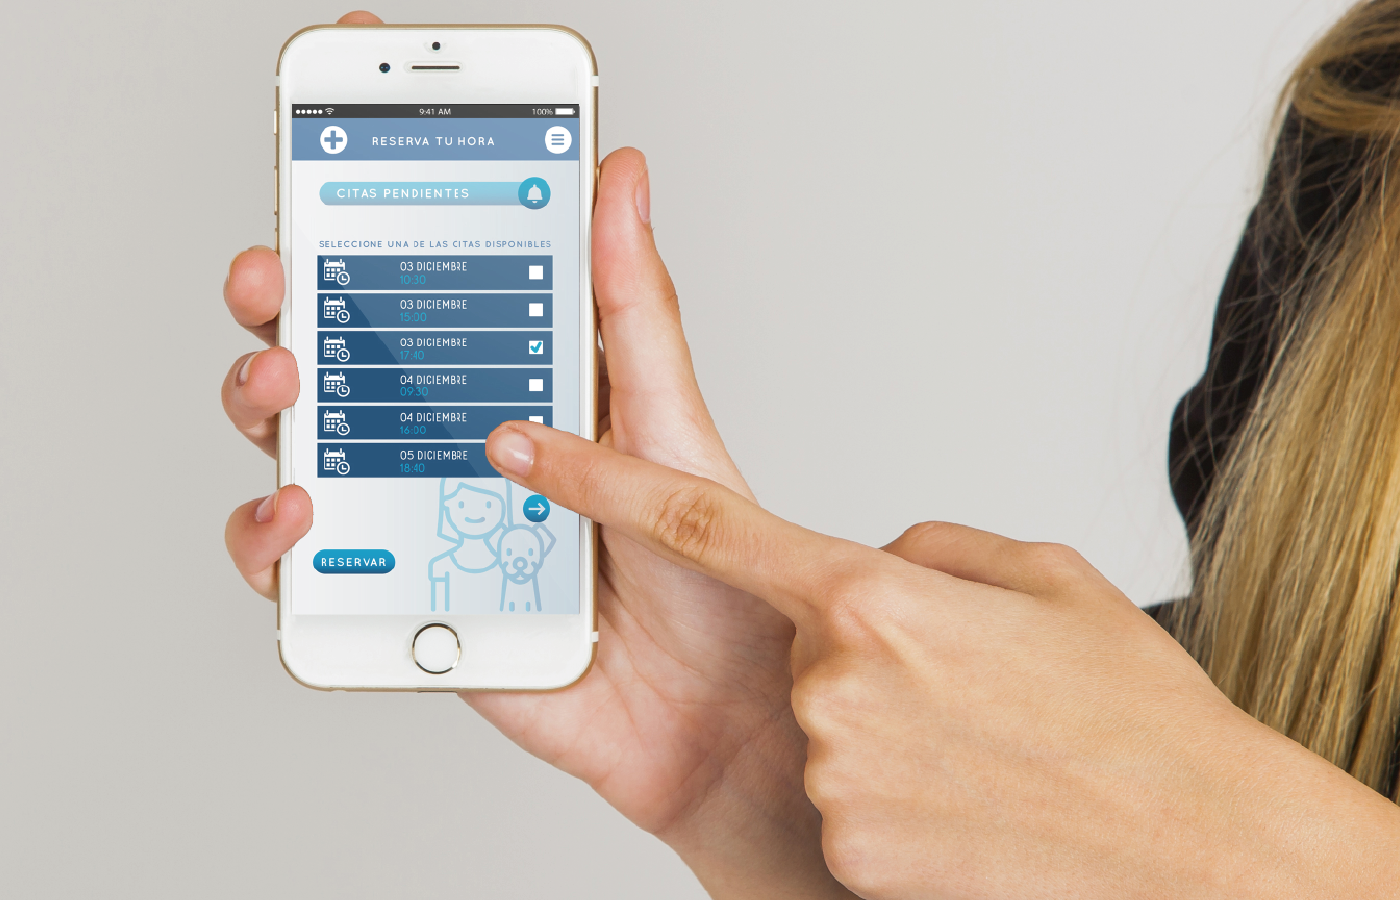 9:41 AM 100%
RESERVA TU HORA
CITAS PENDIENTES
SELECCIONE UNA DE LAS CITAS DISPONIBLES
03 DICIEMBRE
10:30
03 DICIEMBRE
15:00
03 DICIEMBRE
17:40
04 DICIEMBRE
09:30
04 DICIEMBRE
16:00
05 DICIEMBRE
18:40
RESERVAR